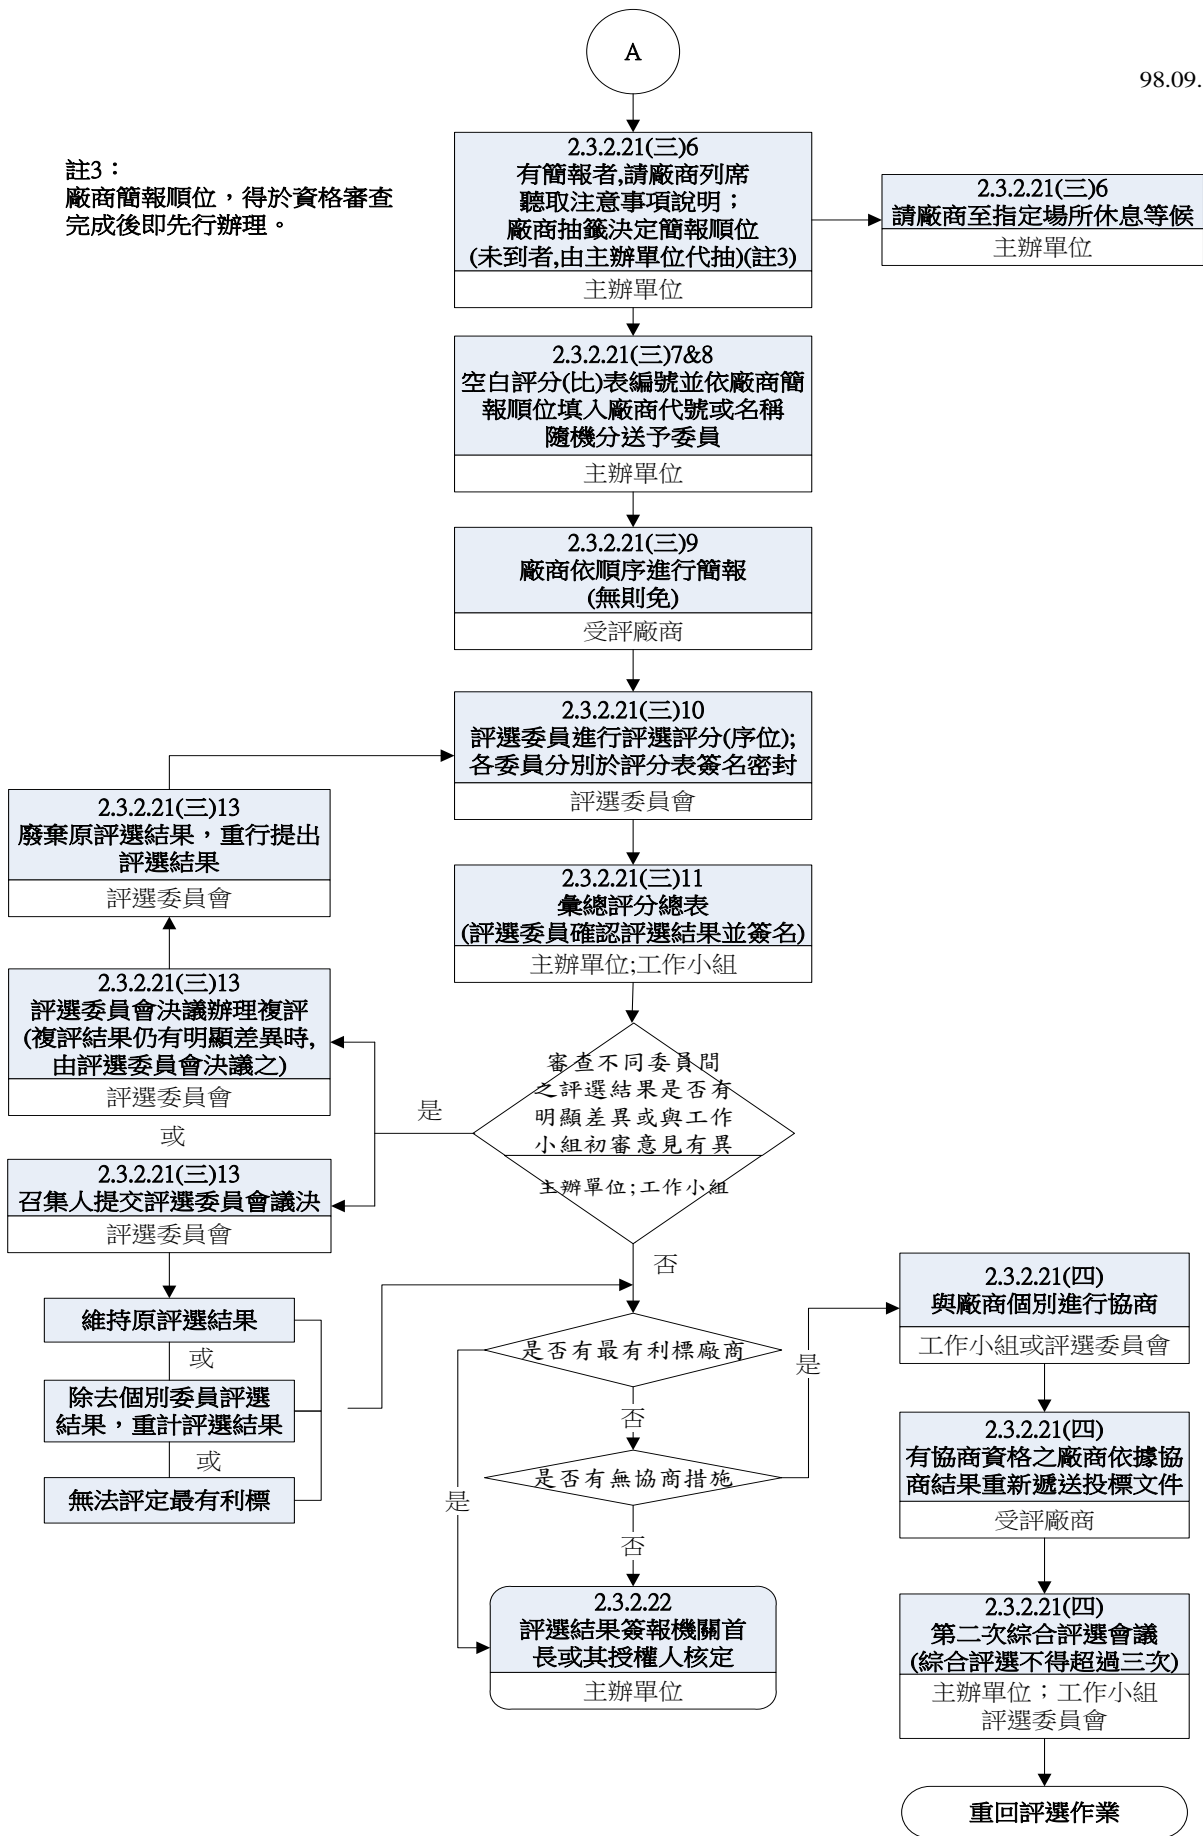 A
98.09.
註3：
廠商簡報順位，得於資格審查
完成後即先行辦理。
2.3.2.21(三)6
有簡報者,請廠商列席
聽取注意事項說明；
廠商抽籤決定簡報順位
(未到者,由主辦單位代抽)(註3)
主辦單位
2.3.2.21(三)6
請廠商至指定場所休息等候
主辦單位
2.3.2.21(三)7&8
空白評分(比)表編號並依廠商簡
報順位填入廠商代號或名稱
隨機分送予委員
主辦單位
2.3.2.21(三)9
廠商依順序進行簡報
(無則免)
受評廠商
2.3.2.21(三)10
評選委員進行評選評分(序位);
各委員分別於評分表簽名密封
評選委員會
2.3.2.21(三)13
廢棄原評選結果，重行提出
評選結果
評選委員會
2.3.2.21(三)11
彙總評分總表
(評選委員確認評選結果並簽名)
主辦單位;工作小組
2.3.2.21(三)13
評選委員會決議辦理複評
(複評結果仍有明顯差異時,
由評選委員會決議之)
評選委員會
或
是
審查不同委員間
之評選結果是否有
明顯差異或與工作
小組初審意見有異
主辦單位;工作小組
2.3.2.21(三)13
召集人提交評選委員會議決
評選委員會
否
維持原評選結果
或
除去個別委員評選
結果，重計評選結果
或
無法評定最有利標
是否有最有利標廠商
是
否
是否有無協商措施
是
否
2.3.2.22
評選結果簽報機關首
長或其授權人核定
主辦單位
2.3.2.21(四)
與廠商個別進行協商
工作小組或評選委員會
2.3.2.21(四)
有協商資格之廠商依據協
商結果重新遞送投標文件
受評廠商
2.3.2.21(四)
第二次綜合評選會議
(綜合評選不得超過三次)
主辦單位；工作小組
評選委員會
重回評選作業